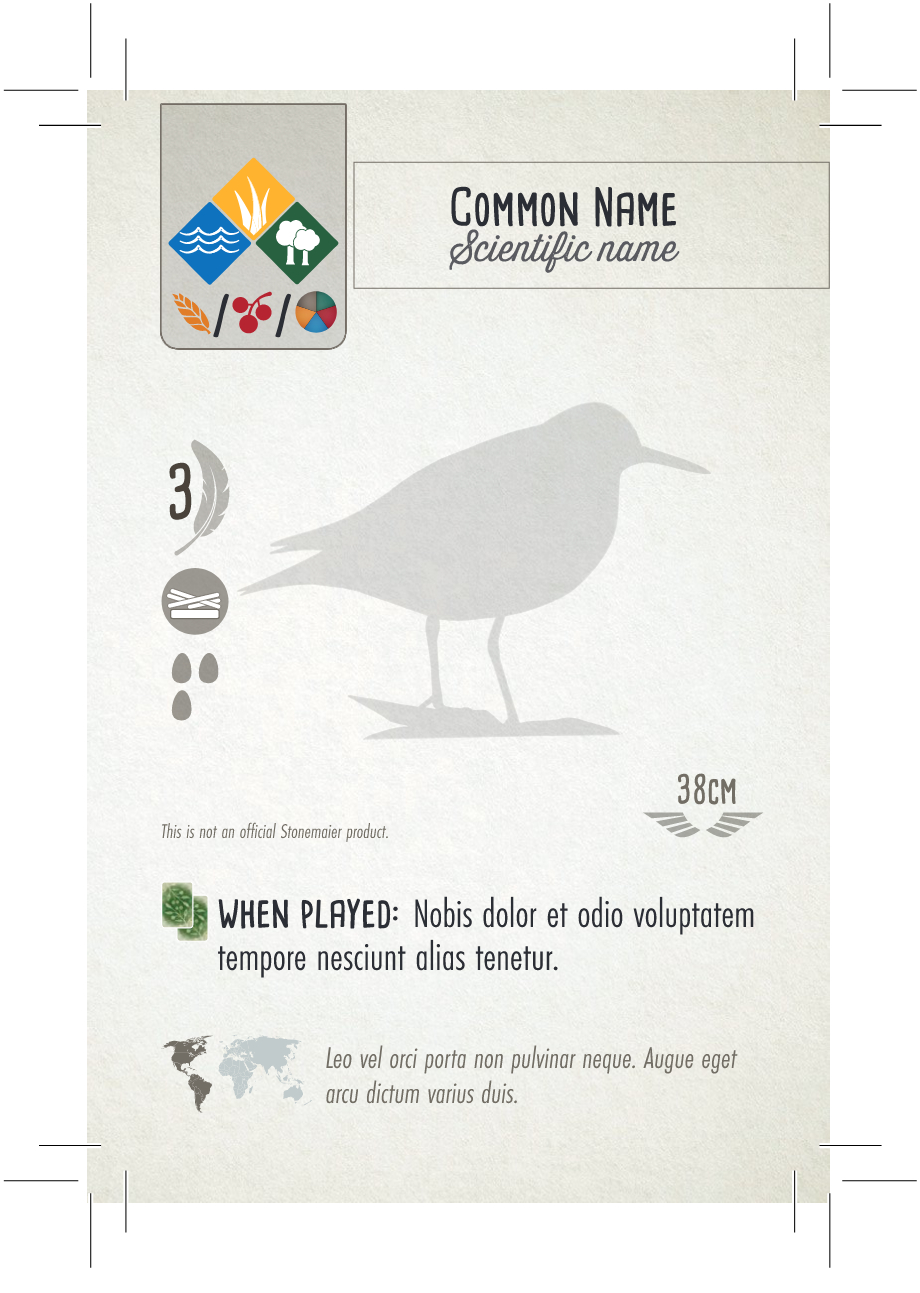 Common Name
Scientific name
3
38cm
This is not an official Stonemaier product.
WHEN PLAYED: Nobis dolor et odio voluptatem
tempore nesciunt alias tenetur.
Leo vel orci porta non pulvinar neque. Augue eget
arcu dictum varius duis.